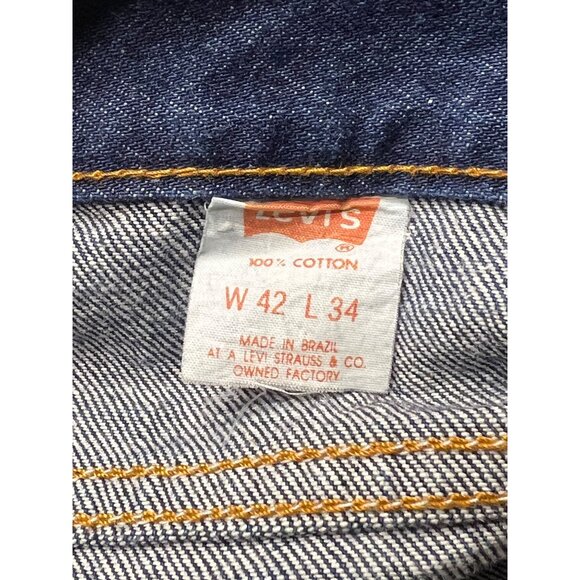 LEVI'S
®
100% COTTON
W 42 L 34
MADE IN BRAZIL
AT A LEVI STRAUSS & CO.
OWNED FACTORY